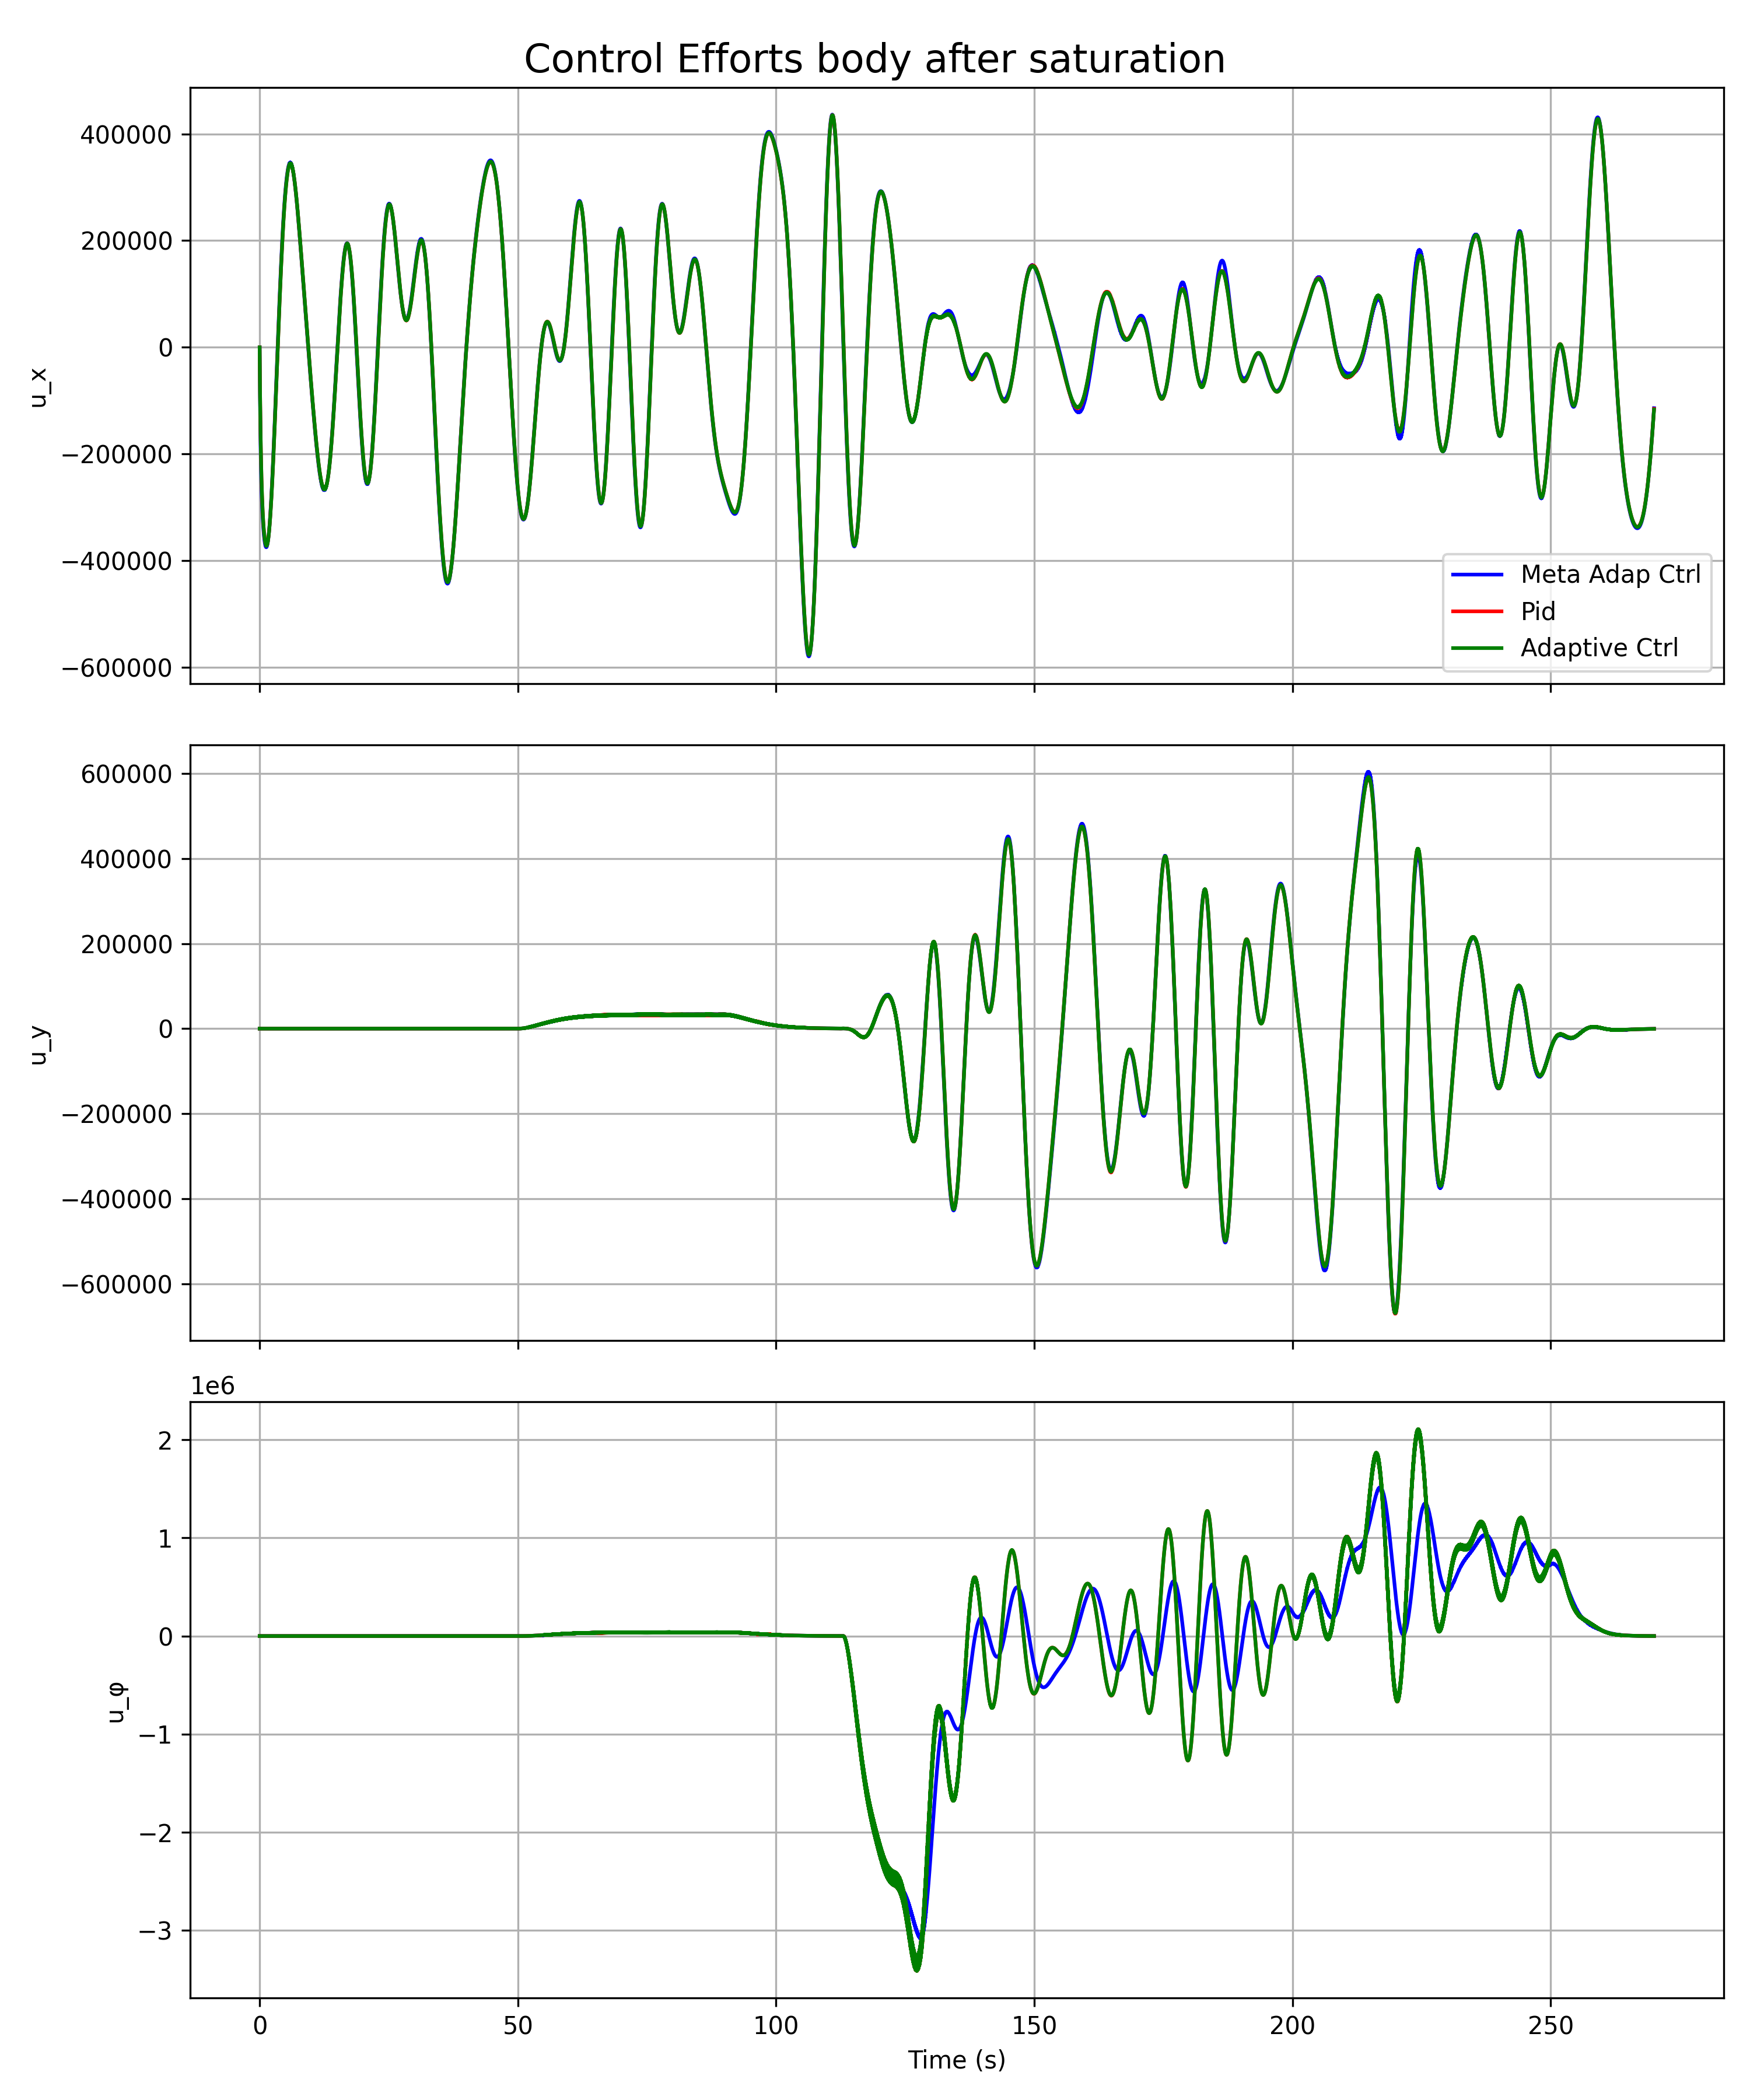 Control Efforts body after saturation
400000
200000
0
−200000
−400000
−600000
u_x
Meta Adap Ctrl
Pid
Adaptive Ctrl
600000
400000
200000
0
−200000
−400000
−600000
u_y
1e6
2
1
0
−1
−2
−3
u_φ
0 50 100 150 200 250
Time (s)